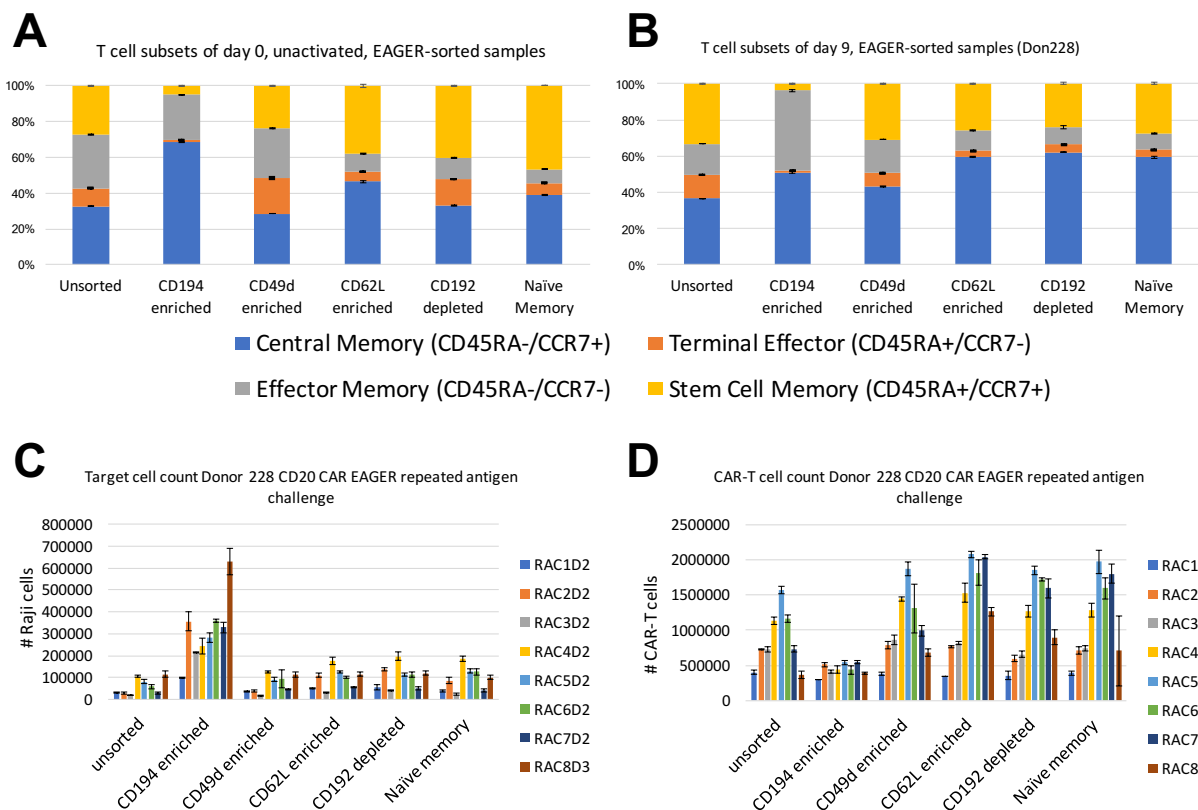 A
T cell subsets of day 0, unactivated, EAGER-sorted samples
100%
80%
60%
40%
20%
0%
Unsorted
CD194
enriched
CD49d
enriched
CD62L
enriched
CD192
depleted
Naïve
Memory
B
T cell subsets of day 9, EAGER-sorted samples (Don228)
100%
80%
60%
40%
20%
0%
Unsorted
CD194
enriched
CD49d
enriched
CD62L
enriched
CD192
depleted
Naïve
Memory
Central Memory (CD45RA-/CCR7+)
Terminal Effector (CD45RA+/CCR7-)
Effector Memory (CD45RA-/CCR7-)
Stem Cell Memory (CD45RA+/CCR7+)
C
Target cell count Donor 228 CD20 CAR EAGER repeated antigen
challenge
# Raji cells
800000
700000
600000
500000
400000
300000
200000
100000
0
unsorted
CD194 enriched
CD49d enriched
CD62L enriched
CD192 depleted
Naïve memory
RAC1D2
RAC2D2
RAC3D2
RAC4D2
RAC5D2
RAC6D2
RAC7D2
RAC8D3
D
CAR-T cell count Donor 228 CD20 CAR EAGER repeated antigen
challenge
# CAR-T cells
2500000
2000000
1500000
1000000
500000
0
unsorted
CD194 enriched
CD49d enriched
CD62L enriched
CD192 depleted
Naïve memory
RAC1
RAC2
RAC3
RAC4
RAC5
RAC6
RAC7
RAC8